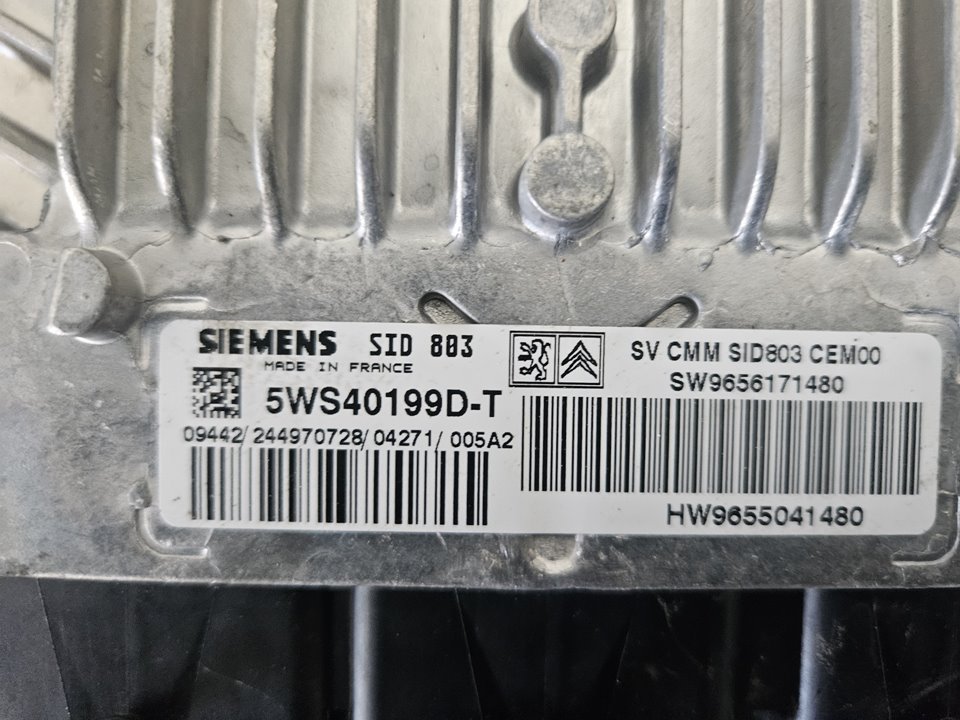 SIEMENS SID 803
MADE IN FRANCE
5WS40199D-T
09442/244970728/04271/005A2
SV CMM SID803 CEM00
SW9656171480
HW9655041480